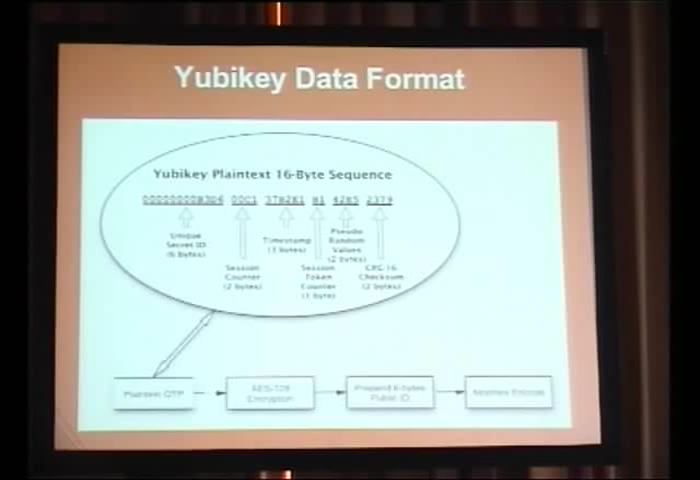 Yubikey Data Format
Yubikey Plaintext 16-Byte Sequence
00C1
2379
Unique
Secret ID
(6 bytes)
Timestamp
(3 bytes)
Pseudo
Random
Values
(2 bytes)
Session
Counter
(2 bytes)
Session
Token
Counter
(1 byte)
CRC-16
Checksum
(2 bytes)
Plaintext OTP
AES-128
Encryption
Prepend 6-bytes
Public ID
Encode